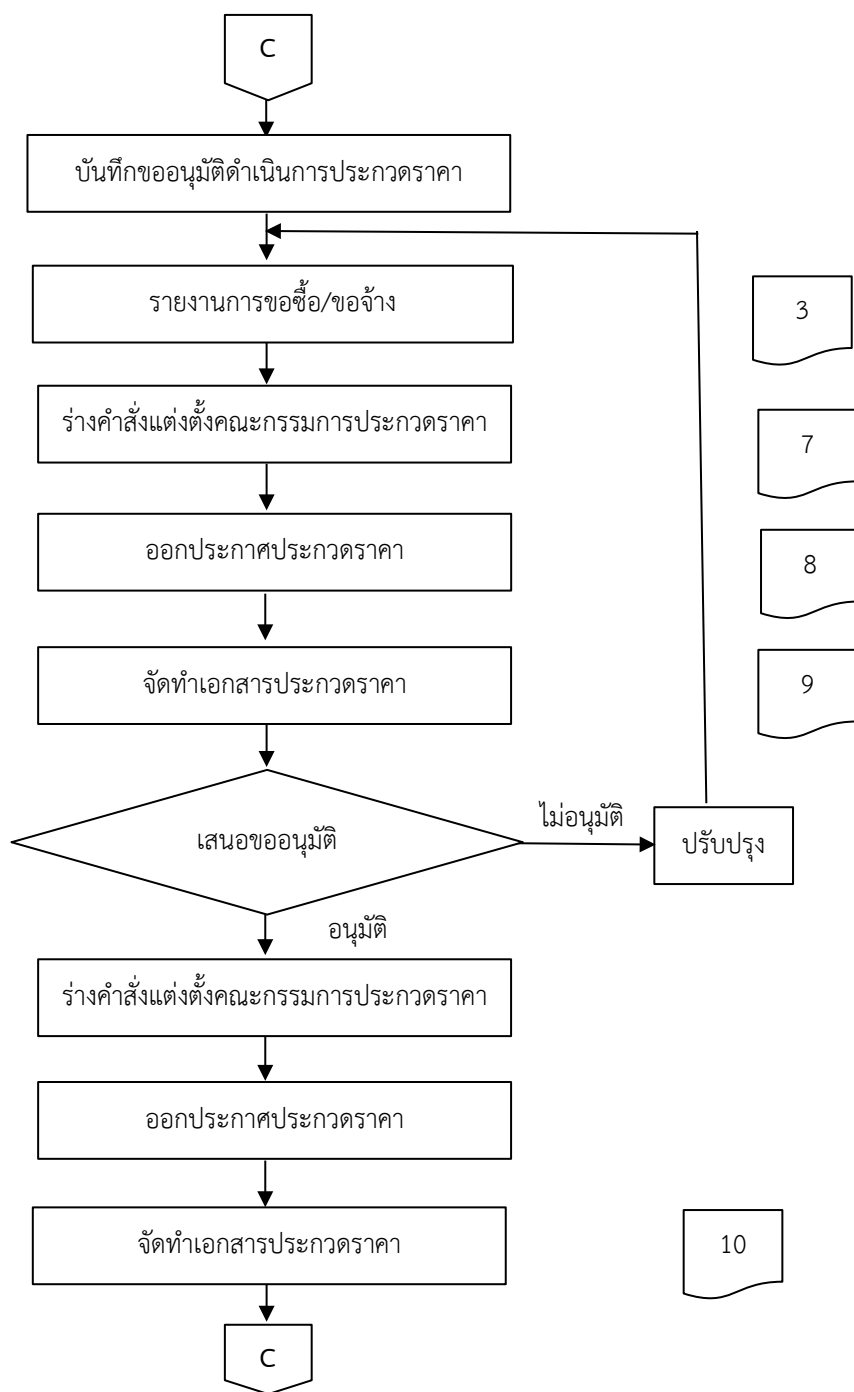 C
บันทึกขออนุมัติดำเนินการประกวดราคา
รายงานการขอซื้อ/ขอจ้าง
3
ร่างคำสั่งแต่งตั้งคณะกรรมการประกวดราคา
7
ออกประกาศประกวดราคา
8
จัดทำเอกสารประกวดราคา
9
เสนอขออนุมัติ
ไม่อนุมัติ
ปรับปรุง
อนุมัติ
ร่างคำสั่งแต่งตั้งคณะกรรมการประกวดราคา
ออกประกาศประกวดราคา
จัดทำเอกสารประกวดราคา
10
C